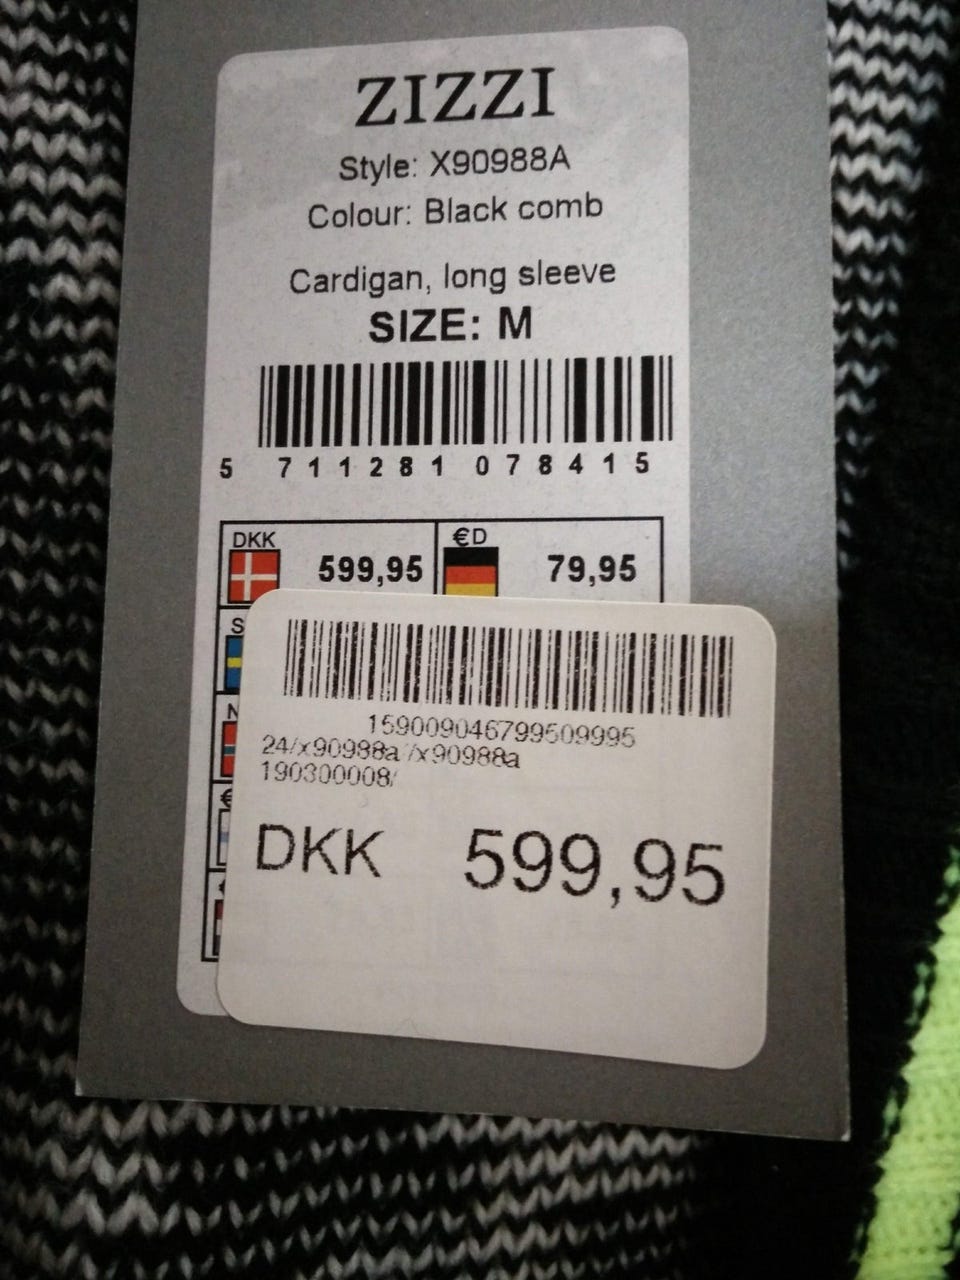 ZIZZI
Style: X90988A
Colour: Black comb
Cardigan, long sleeve
SIZE: M
5 711281 078415
DKK 599,95 €D 79,95
S
N
€
159009046799509995
24/x90988a /x90988a
190300008/
DKK 599,95